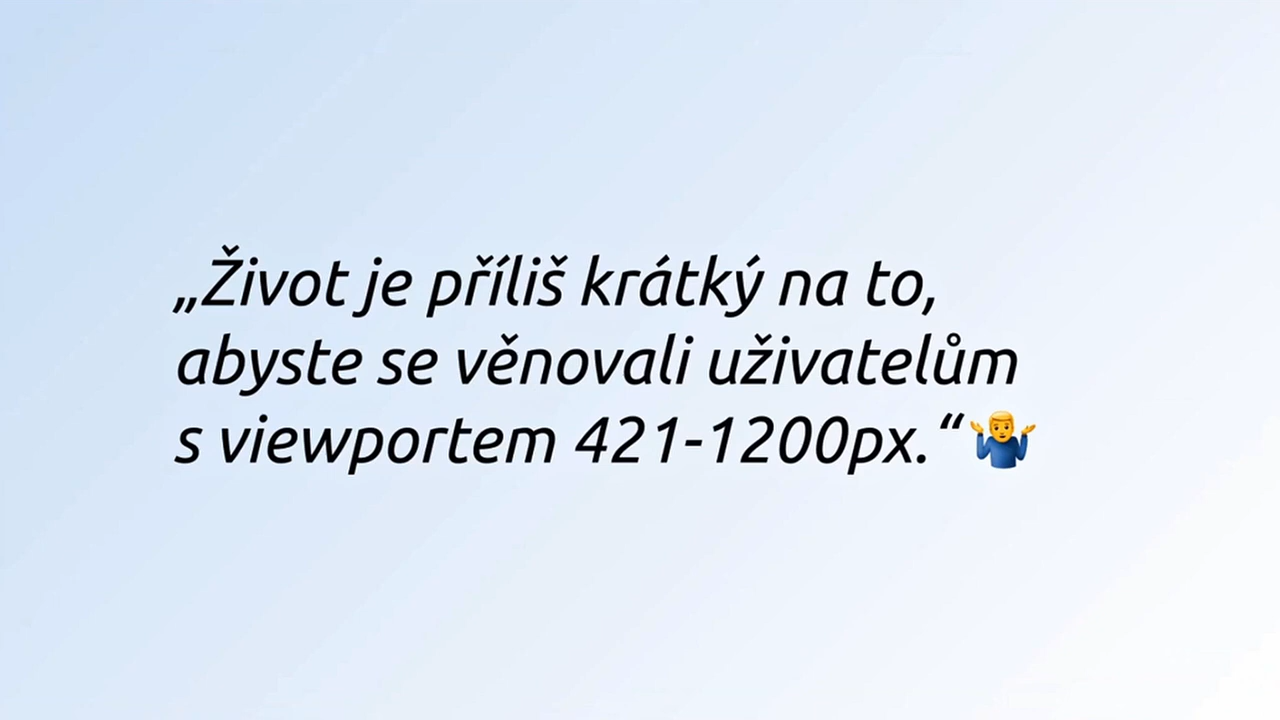 „Život je příliš krátký na to,
abyste se věnovali uživatelům
s viewportem 421-1200px.“🤷‍♂️